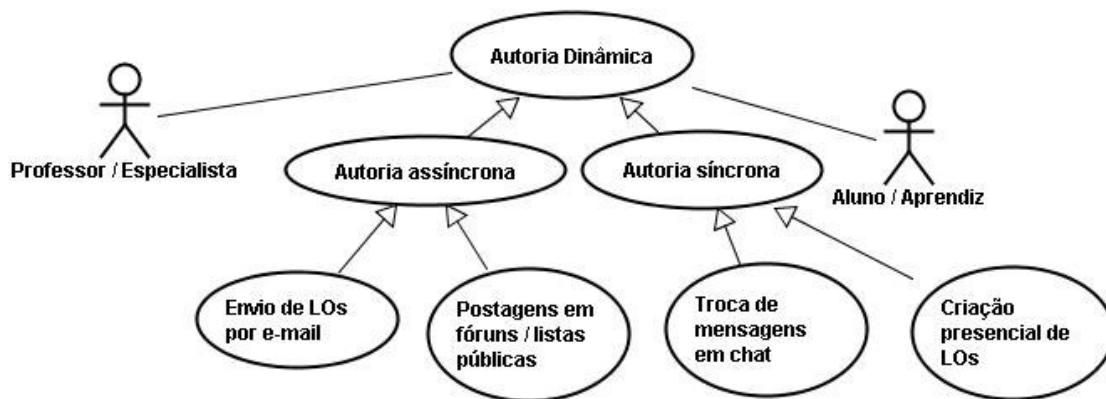 Autoria Dinâmica
Professor / Especialista
Autoria assíncrona
Autoria síncrona
Aluno / Aprendiz
Envio de LOs
por e-mail
Postagens em
fóruns / listas
públicas
Troca de
mensagens
em chat
Criação
presencial de
LOs